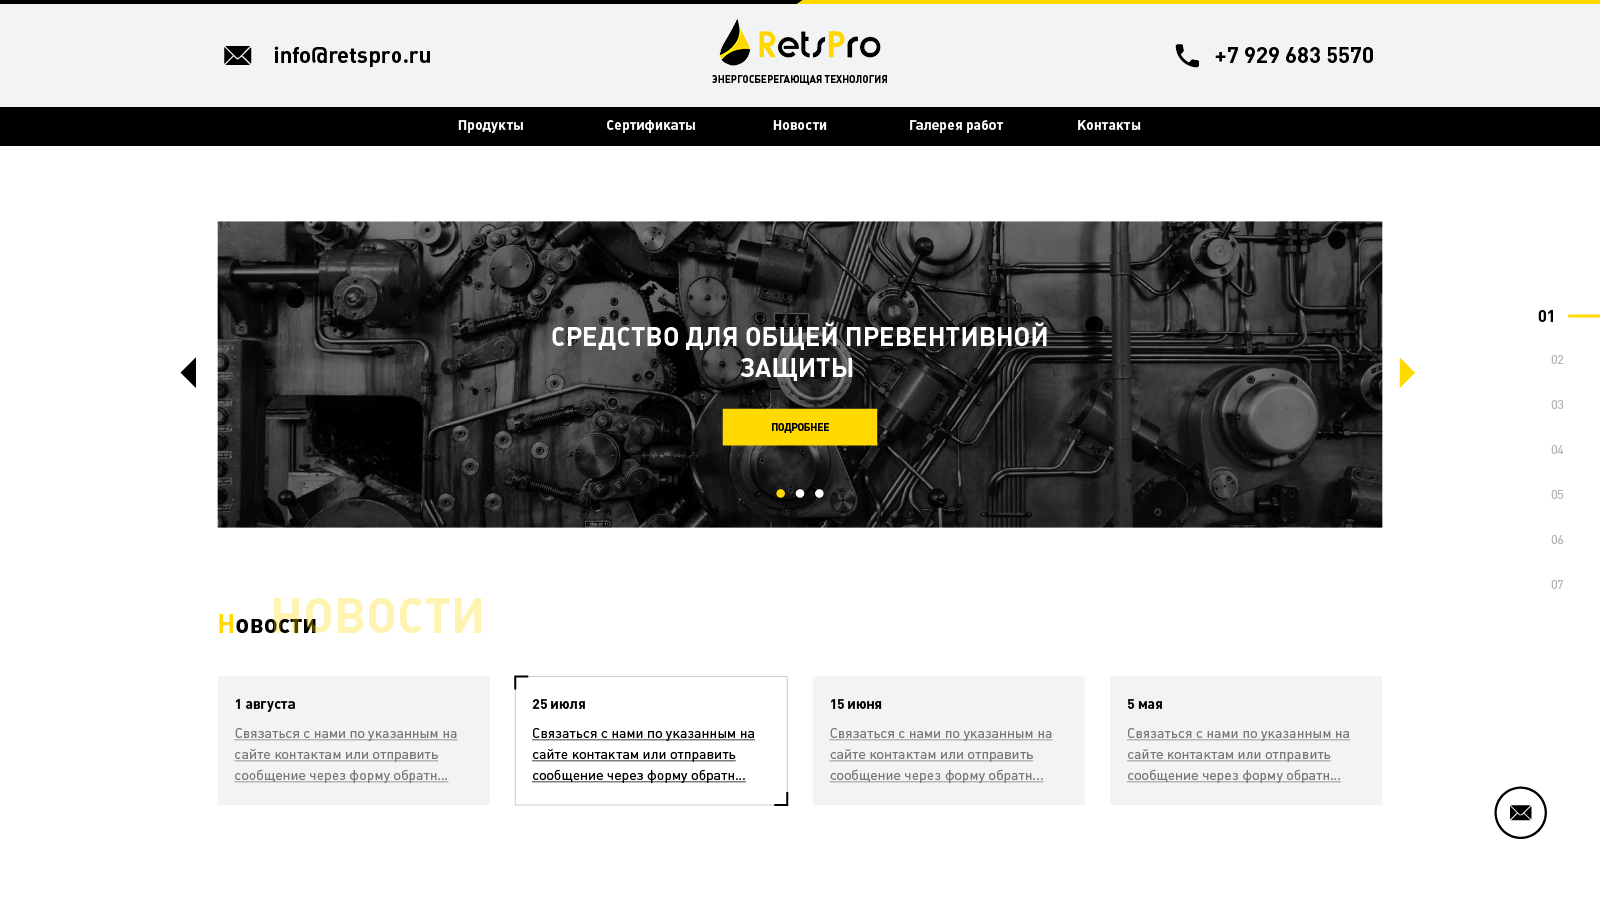 info@retspro.ru
RetsPro
ЭНЕРГОСБЕРЕГАЮЩАЯ ТЕХНОЛОГИЯ
+7 929 683 5570
Продукты
Сертификаты
Новости
Галерея работ
Контакты
СРЕДСТВО ДЛЯ ОБЩЕЙ ПРЕВЕНТИВНОЙ
ЗАЩИТЫ
ПОДРОБНЕЕ
01
02
03
04
05
06
07
НОВОСТИ
Новости
1 августа
Связаться с нами по указанным на
сайте контактам или отправить
сообщение через форму обратн...
25 июля
Связаться с нами по указанным на
сайте контактам или отправить
сообщение через форму обратн...
15 июня
Связаться с нами по указанным на
сайте контактам или отправить
сообщение через форму обратн...
5 мая
Связаться с нами по указанным на
сайте контактам или отправить
сообщение через форму обратн...